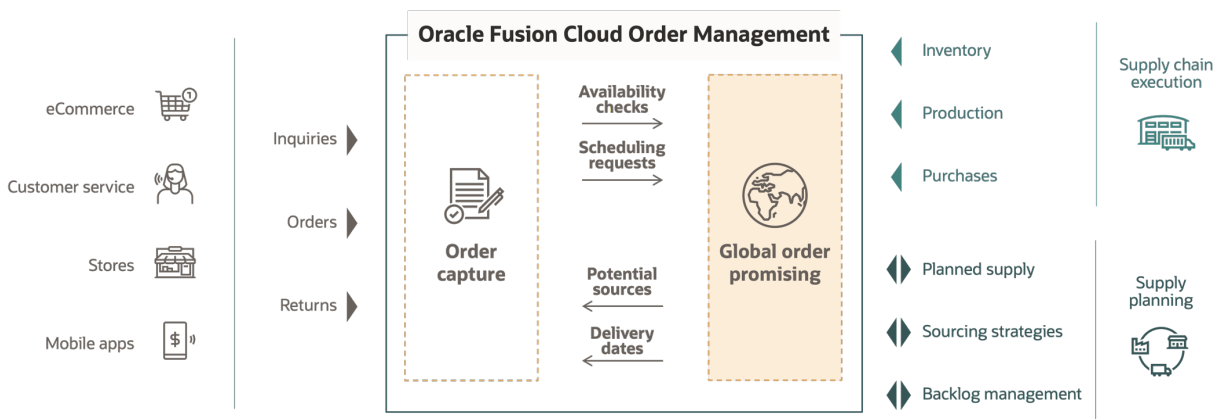 Oracle Fusion Cloud Order Management
eCommerce
1
Customer service
Stores
Mobile apps
$
Inquiries
Orders
Returns
Order
capture
Availability
checks
Scheduling
requests
Potential
sources
Delivery
dates
Global order
promising
Inventory
Production
Purchases
Supply chain
execution
Planned supply
Sourcing strategies
Backlog management
Supply
planning